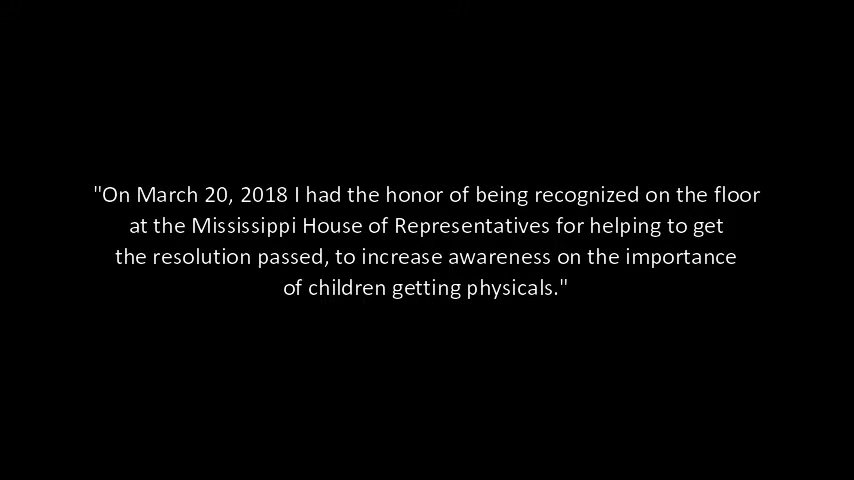 "On March 20, 2018 I had the honor of being recognized on the floor
at the Mississippi House of Representatives for helping to get
the resolution passed, to increase awareness on the importance
of children getting physicals."